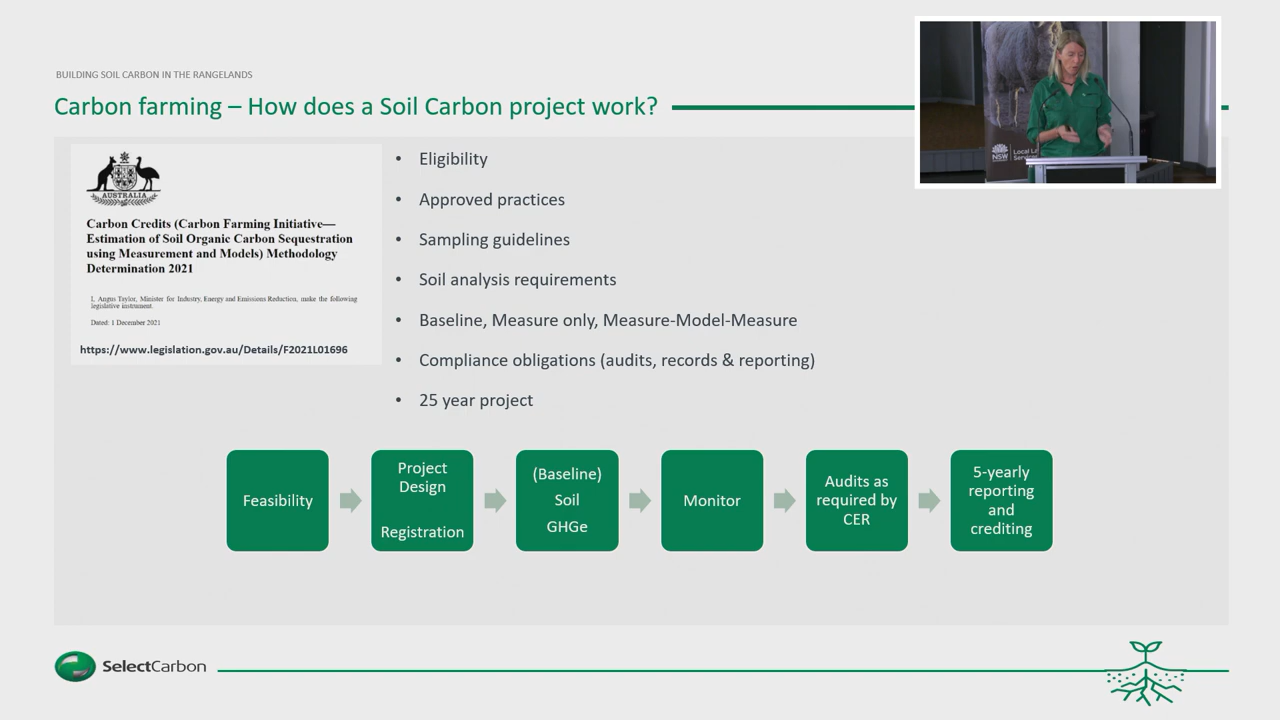 BUILDING SOIL CARBON IN THE RANGELANDS
Carbon farming – How does a Soil Carbon project work?
AUSTRALIA
Carbon Credits (Carbon Farming Initiative—
Estimation of Soil Organic Carbon Sequestration
using Measurement and Models) Methodology
Determination 2021
I, Angus Taylor, Minister for Industry, Energy and Emissions Reduction, make the following
legislative instrument.
Dated: 1 December 2021
https://www.legislation.gov.au/Details/F2021L01696
• Eligibility
• Approved practices
• Sampling guidelines
• Soil analysis requirements
• Baseline, Measure only, Measure-Model-Measure
• Compliance obligations (audits, records & reporting)
• 25 year project
NSW
Local
Feasibility
Project
Design
Registration
(Baseline)
Soil
GHGe
Monitor
Audits as
required by
CER
5-yearly
reporting
and
crediting
SelectCarbon